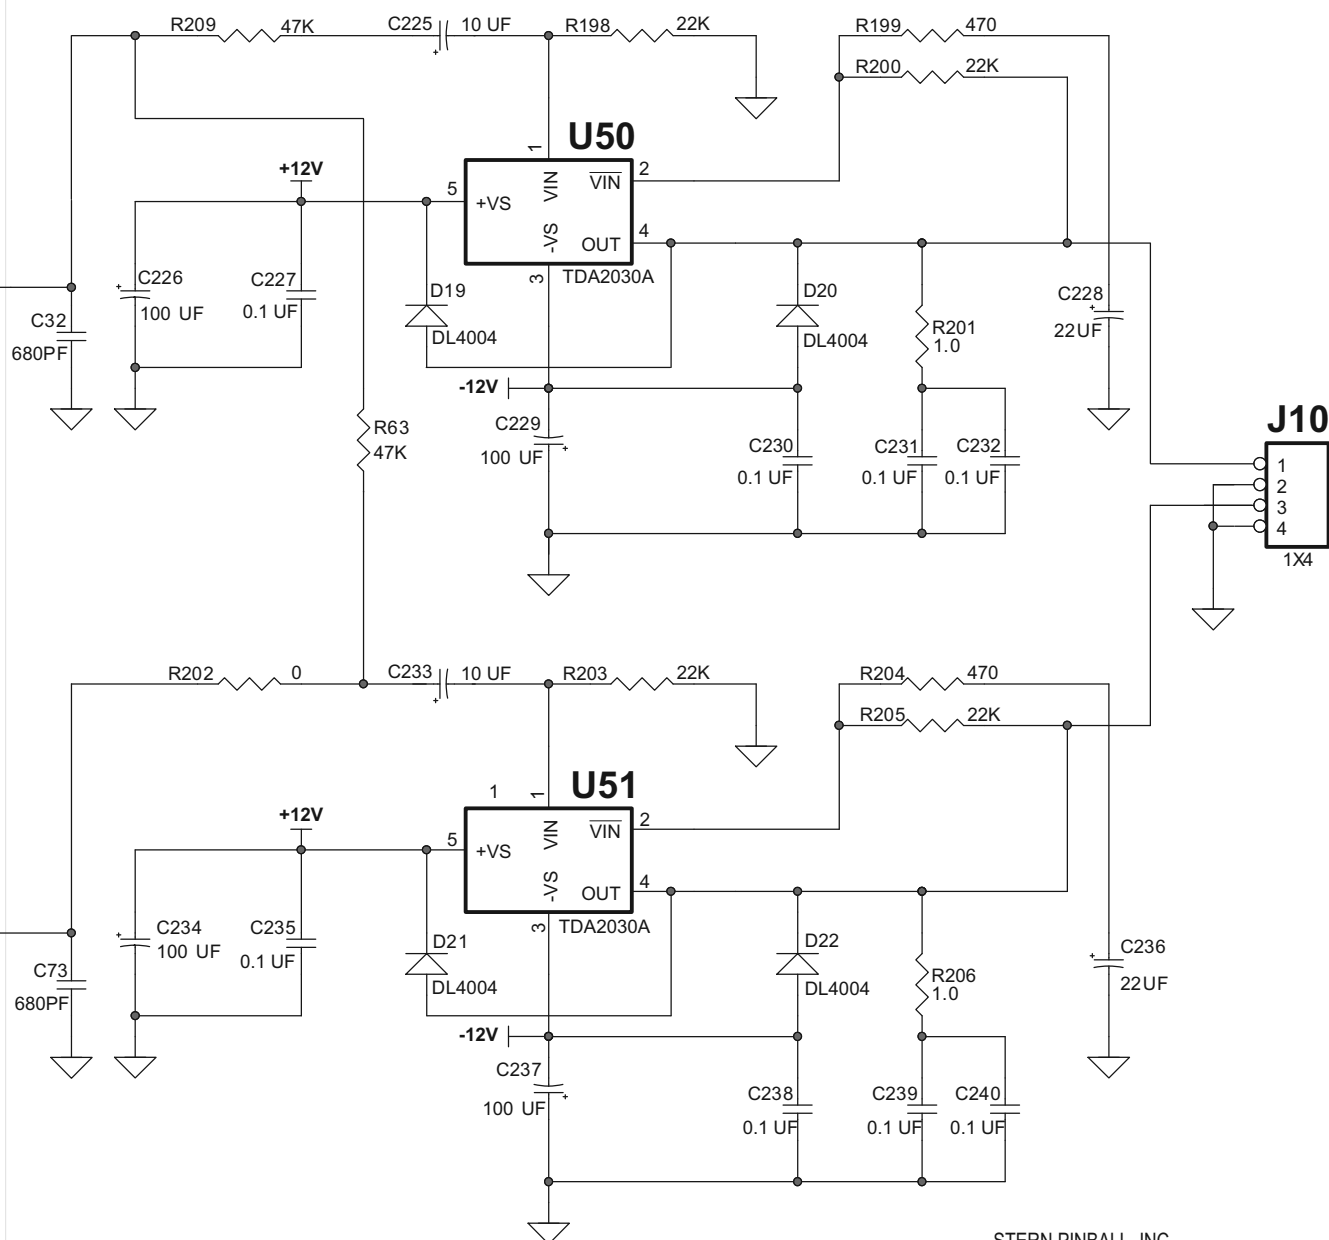 R209 47K C225 10 UF R198 22K R199 470
+
R200 22K
U50
1
+12V
5 +VS VIN VIN 2
-VS OUT 4
3 TDA2030A
+ C226
100 UF
C227
0.1 UF
D19
DL4004
D20
DL4004
C32
680PF
R201
1.0
C228
+
22UF
-12V
C229
100 UF
+
R63
47K
C230
0.1 UF
C231
0.1 UF
C232
0.1 UF
J10
1
2
3
4
1X4
R202 0 C233 10 UF R203 22K R204 470
+
R205 22K
U51
1 1
+12V
5 +VS VIN VIN 2
-VS OUT 4
3 TDA2030A
+ C234
100 UF
C235
0.1 UF
D21
DL4004
D22
DL4004
C73
680PF
R206
1.0
+ C236
22UF
-12V
C237
100 UF
+
C238
0.1 UF
C239
0.1 UF
C240
0.1 UF
STERN PINBALL, INC